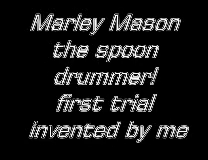 Marley Mason
the spoon
drummer!
first trial
invented by me